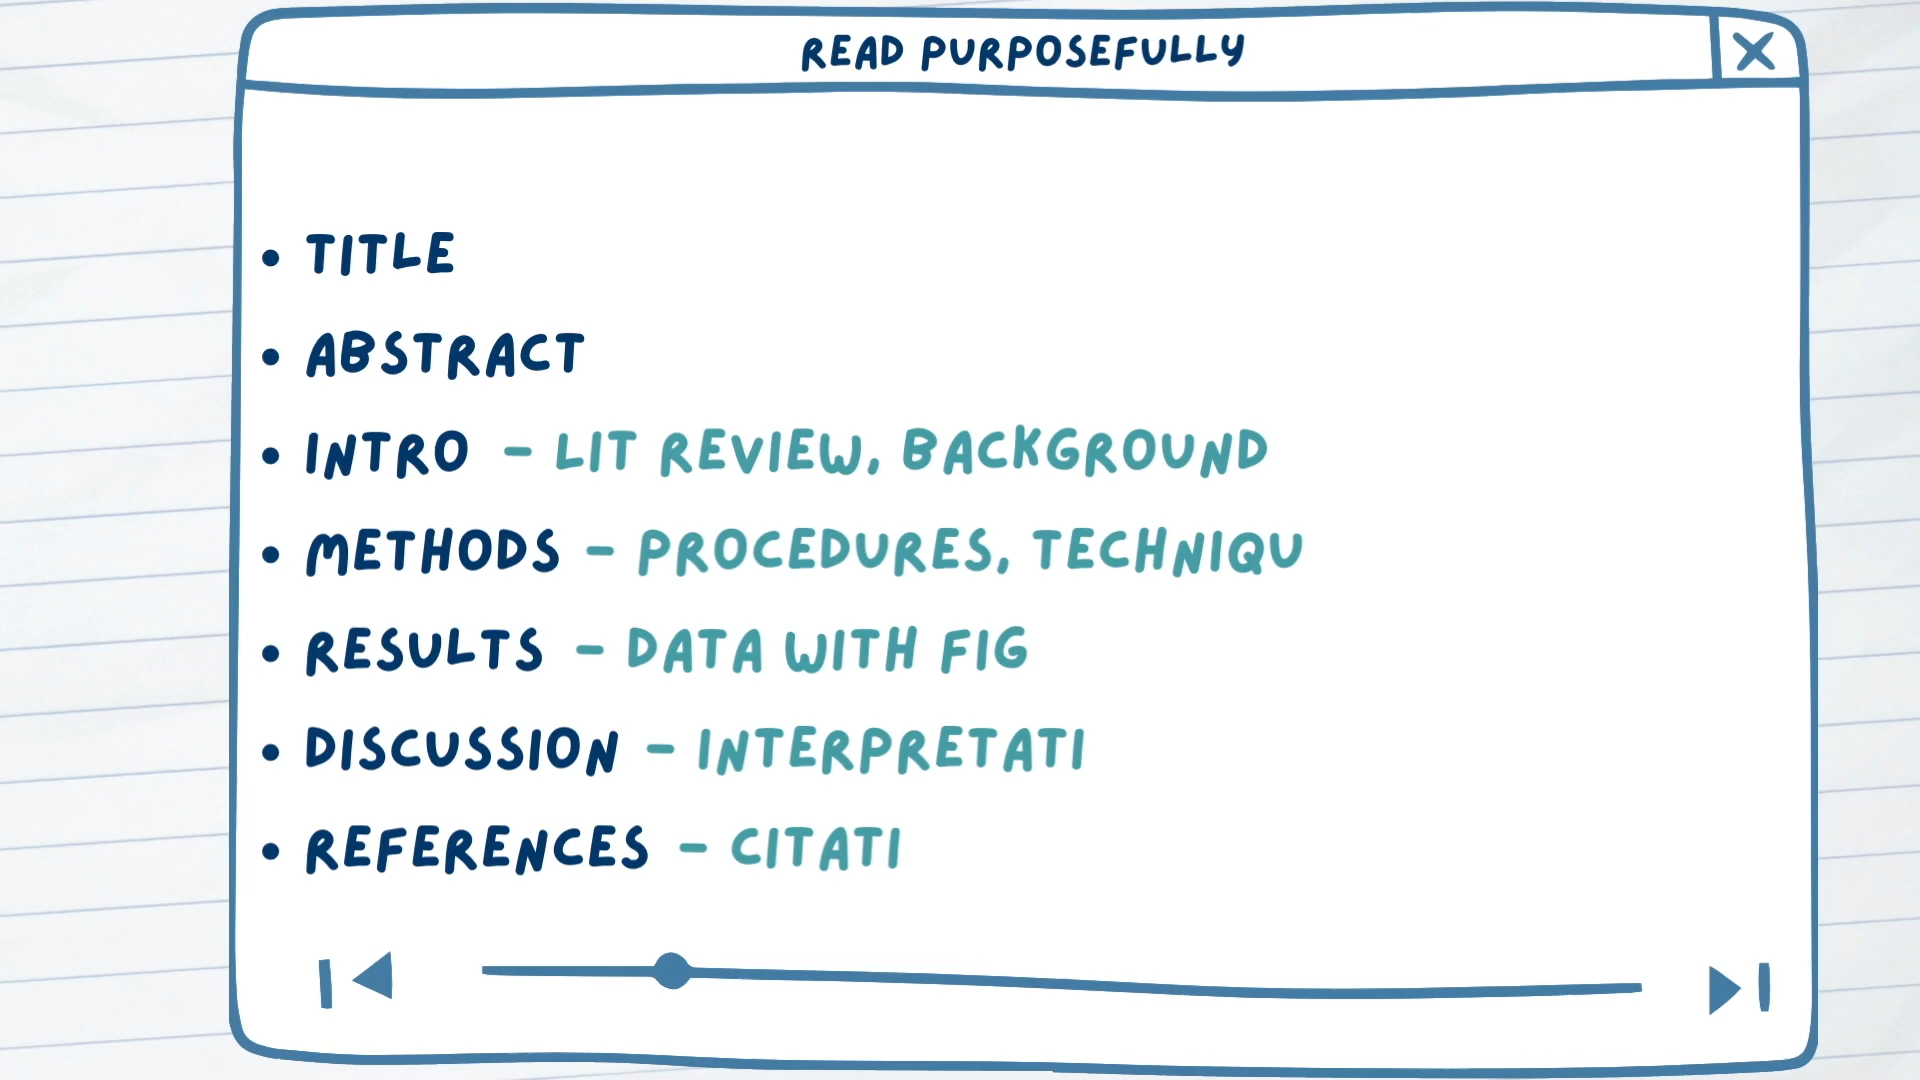 READ PURPOSEFULLY
• TITLE
• ABSTRACT
• INTRO - LIT REVIEW, BACKGROUND
• METHODS - PROCEDURES, TECHNIQU
• RESULTS - DATA WITH FIG
• DISCUSSION - INTERPRETATI
• REFERENCES - CITATI